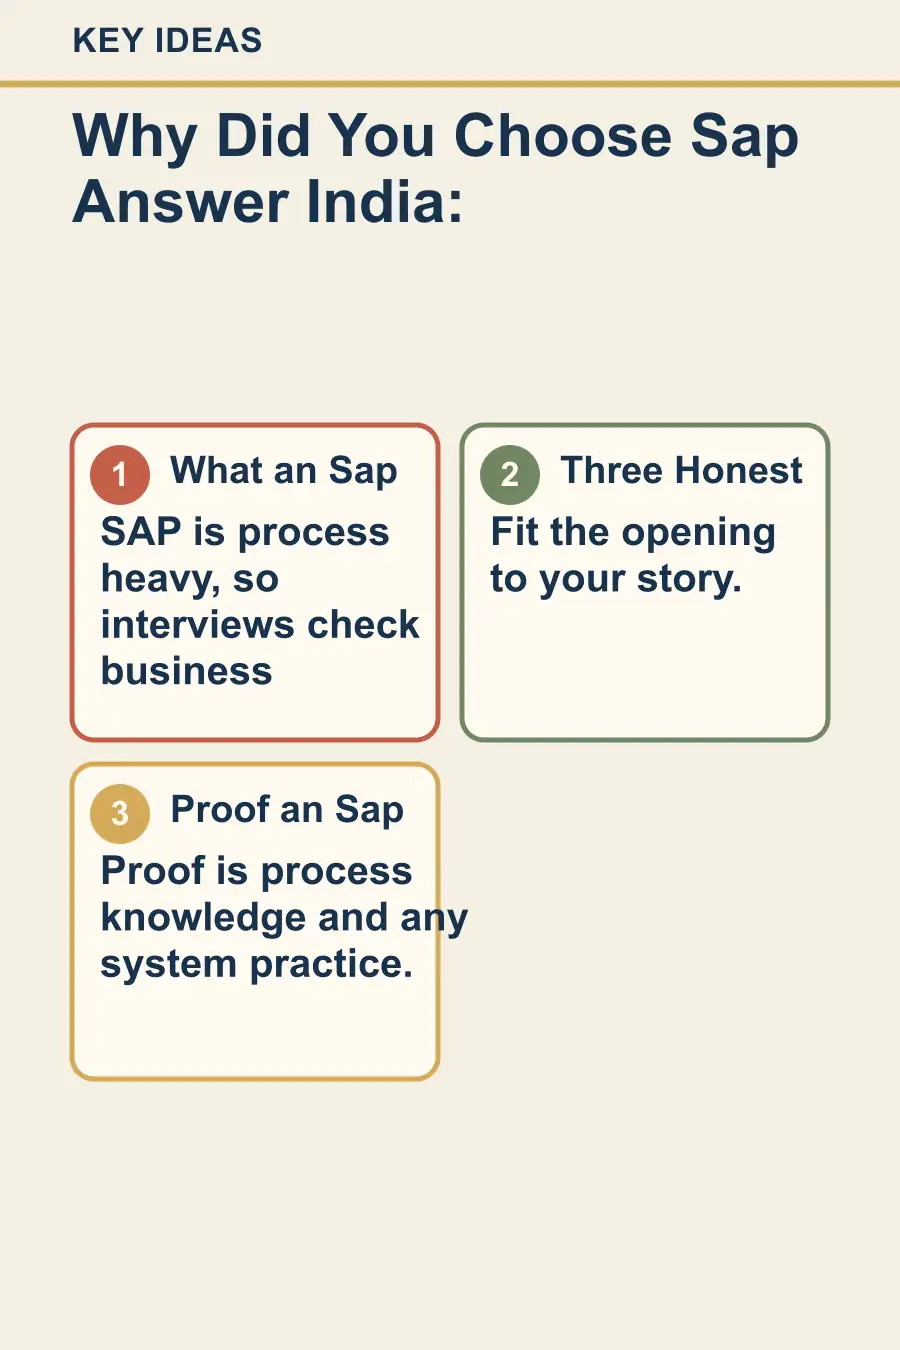 KEY IDEAS
Why Did You Choose Sap
Answer India:
1 What an Sap
SAP is process
heavy, so
interviews check
business
2 Three Honest
Fit the opening
to your story.
3 Proof an Sap
Proof is process
knowledge and any
system practice.